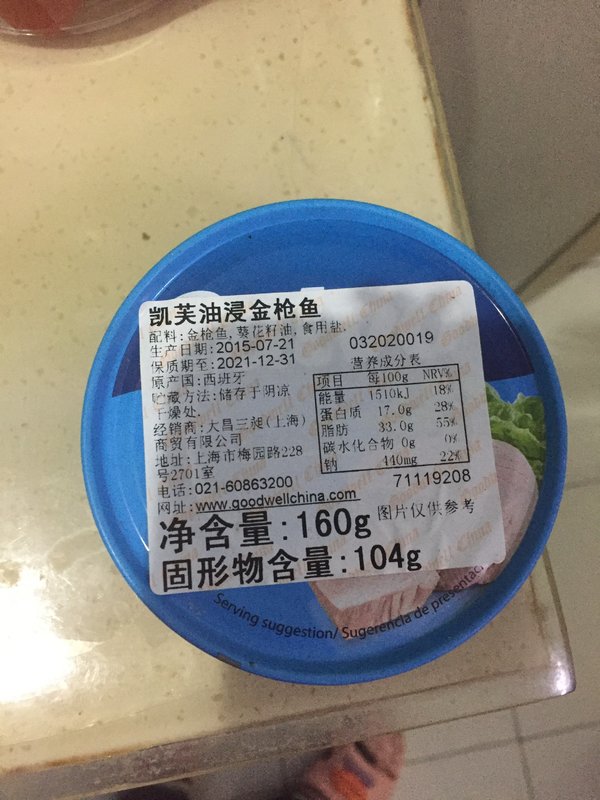 凯芙油浸金枪鱼
配料:金枪鱼,葵花籽油,食用盐.
生产日期:2015-07-21
032020019
保质期至:2021-12-31
原产国:西班牙
贮藏方法:储存于阴凉
干燥处.
经销商:大昌三昶(上海)
商贸有限公司
地址:上海市梅园路228
号2701室
电话:021-60863200
网址:www.goodwellchina.com
营养成分表
项目 每100g NRV%
能量 1510kJ 18%
蛋白质 17.0g 28%
脂肪 33.0g 55%
碳水化合物 0g 0%
钠 440mg 22%
71119208
图片仅供参考
净含量:160g
固形物含量:104g
Serving suggestion/ Sugerencia de presentac